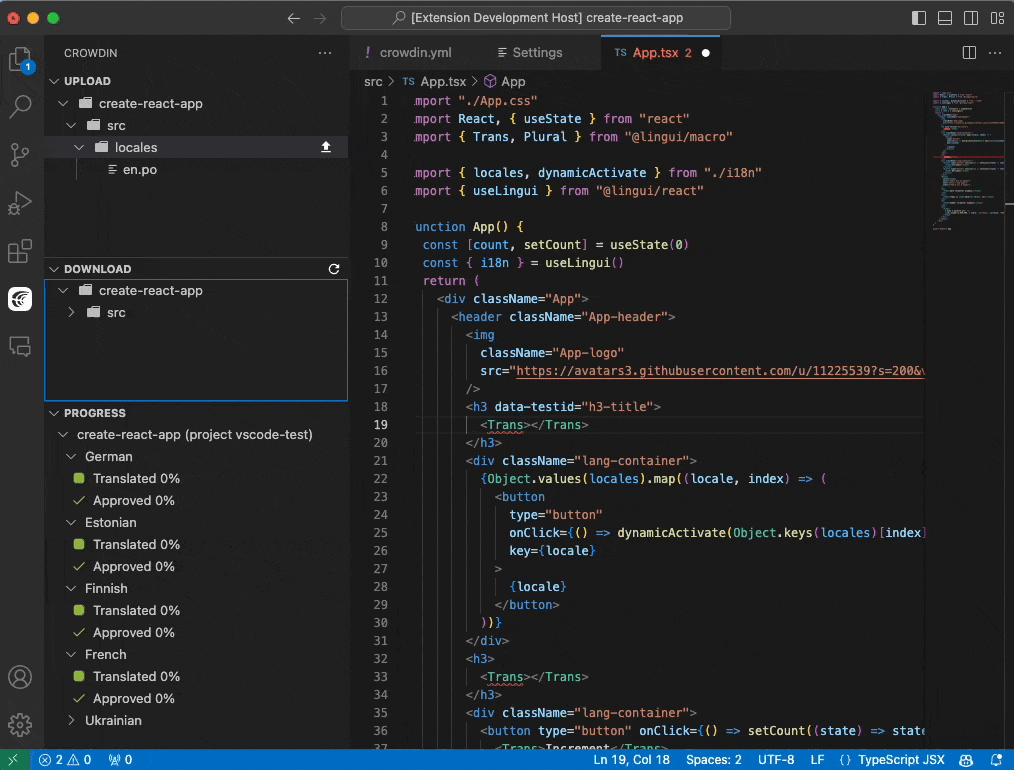 [Extension Development Host] create-react-app
1
CROWDIN
UPLOAD
create-react-app
src
locales
en.po
DOWNLOAD
create-react-app
src
PROGRESS
create-react-app (project vscode-test)
German
Translated 0%
Approved 0%
Estonian
Translated 0%
Approved 0%
Finnish
Translated 0%
Approved 0%
French
Translated 0%
Approved 0%
Ukrainian
! crowdin.yml
Settings
TS App.tsx 2
src > TS App.tsx > App
1 mport "./App.css"
2 mport React, { useState } from "react"
3 mport { Trans, Plural } from "@lingui/macro"
4
5 mport { locales, dynamicActivate } from "./i18n"
6 mport { useLingui } from "@lingui/react"
7
8 unction App() {
9 const [count, setCount] = useState(0)
10 const { i18n } = useLingui()
11 return (
12 <div className="App">
13 <header className="App-header">
14 <img
15 className="App-logo"
16 src="https://avatars3.githubusercontent.com/u/11225539?s=200&v
17 />
18 <h3 data-testid="h3-title">
19 <Trans></Trans>
20 </h3>
21 <div className="lang-container">
22 {Object.values(locales).map((locale, index) => (
23 <button
24 type="button"
25 onClick={() => dynamicActivate(Object.keys(locales)[index]
26 key={locale}
27 >
28 {locale}
29 </button>
30 ))}
31 </div>
32 <h3>
33 <Trans></Trans>
34 </h3>
35 <div className="lang-container">
36 <button type="button" onClick={() => setCount((state) => state
37 <Trans>Increment</Trans>
2 0 0
Ln 19, Col 18 Spaces: 2 UTF-8 LF {} TypeScript JSX